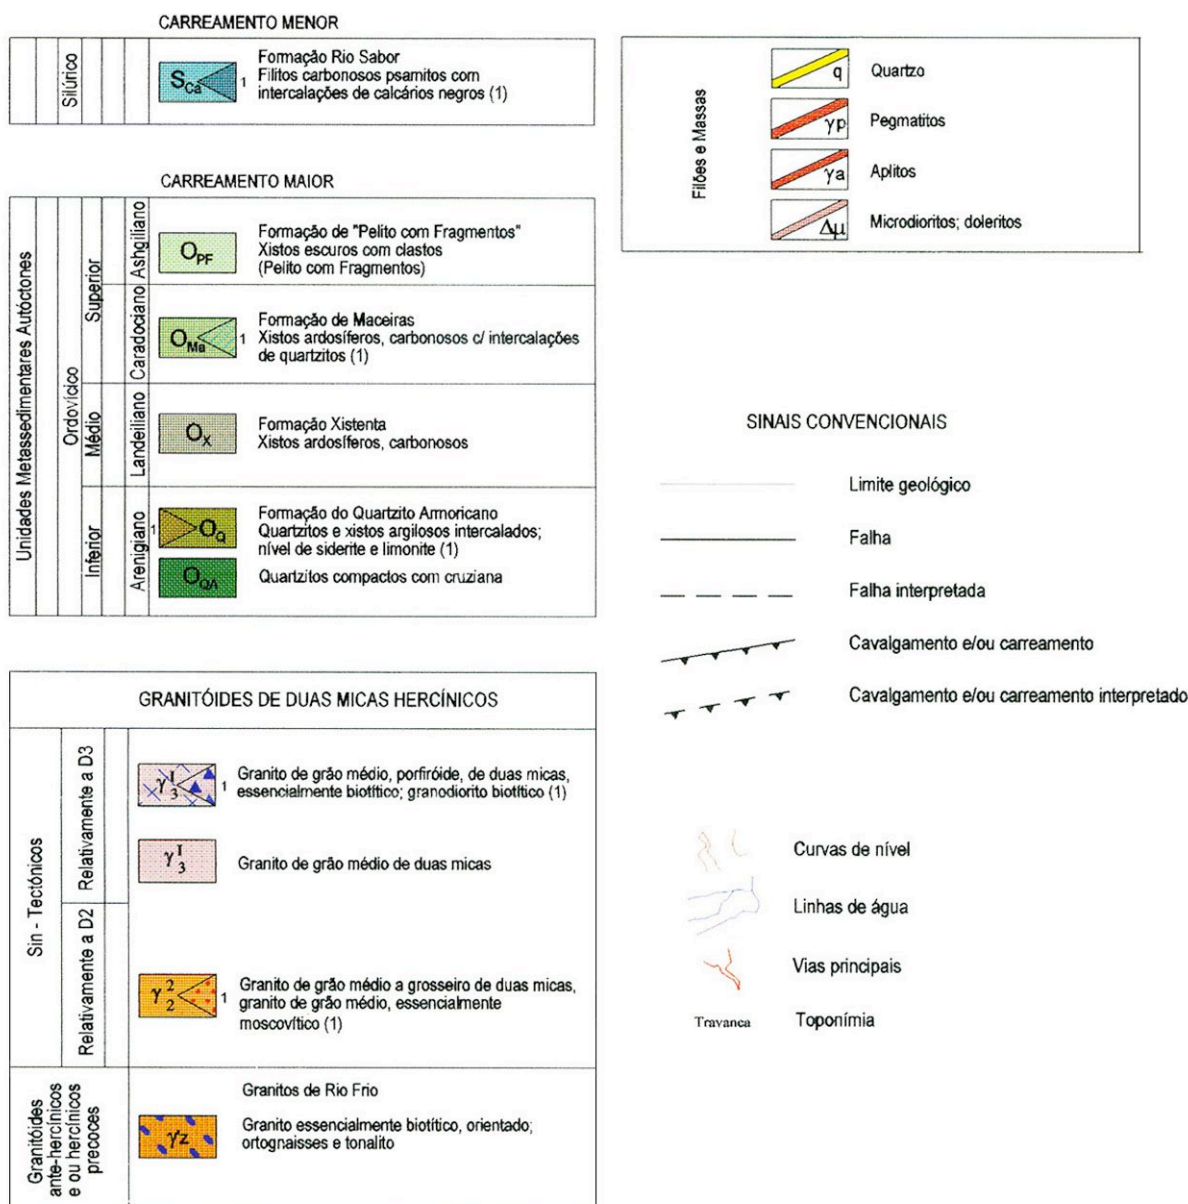 CARREAMENTO MENOR
Silúrico
S Ca
1
Formação Rio Sabor
Filitos carbonosos psamitos com
intercalações de calcários negros (1)
CARREAMENTO MAIOR
Unidades Metassedimentares Autóctones
Ordovícico
Superior
Ashgiliano
O PF
Formação de "Pelito com Fragmentos"
Xistos escuros com clastos
(Pelito com Fragmentos)
Caradociano
O Ma
1
Formação de Maceiras
Xistos ardosíferos, carbonosos c/ intercalações
de quartzitos (1)
Médio
Landeiliano
O X
Formação Xistenta
Xistos ardosíferos, carbonosos
Inferior
Arenigiano
1
O Q
Formação do Quartzito Armoricano
Quartzitos e xistos argilosos intercalados;
nível de siderite e limonite (1)
O QA
Quartzitos compactos com cruziana
GRANITÓIDES DE DUAS MICAS HERCÍNICOS
Sin - Tectónicos
Relativamente a D3
γ I 3
1
Granito de grão médio, porfiróide, de duas micas,
essencialmente biotítico; granodiorito biotítico (1)
γ I 3
Granito de grão médio de duas micas
Relativamente a D2
γ 2 2
1
Granito de grão médio a grosseiro de duas micas,
granito de grão médio, essencialmente
moscovítico (1)
Granitóides
ante-hercínicos
e ou hercínicos
precoces
Granitos de Rio Frio
γz
Granito essencialmente biotítico, orientado;
ortognaisses e tonalito
Filões e Massas
q
Quartzo
γp
Pegmatitos
γa
Aplitos
Δμ
Microdioritos; doleritos
SINAIS CONVENCIONAIS
Limite geológico
Falha
Falha interpretada
Cavalgamento e/ou carreamento
Cavalgamento e/ou carreamento interpretado
Curvas de nível
Linhas de água
Vias principais
Travanca
Toponímia